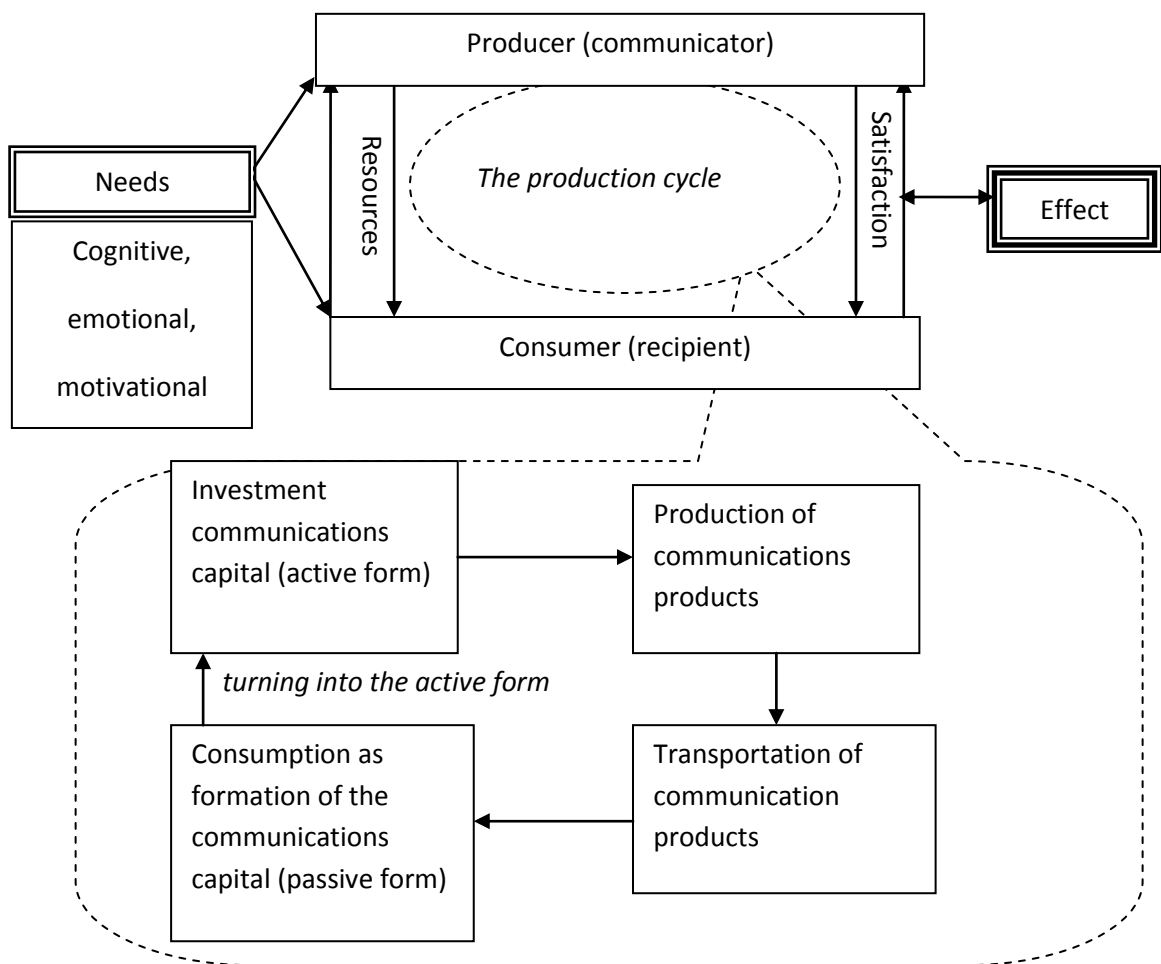 Producer (communicator)
Needs
Cognitive,
emotional,
motivational
Resources
The production cycle
Satisfaction
Effect
Consumer (recipient)
Investment
communications
capital (active form)
Production of
communications
products
turning into the active form
Consumption as
formation of the
communications
capital (passive form)
Transportation of
communication
products